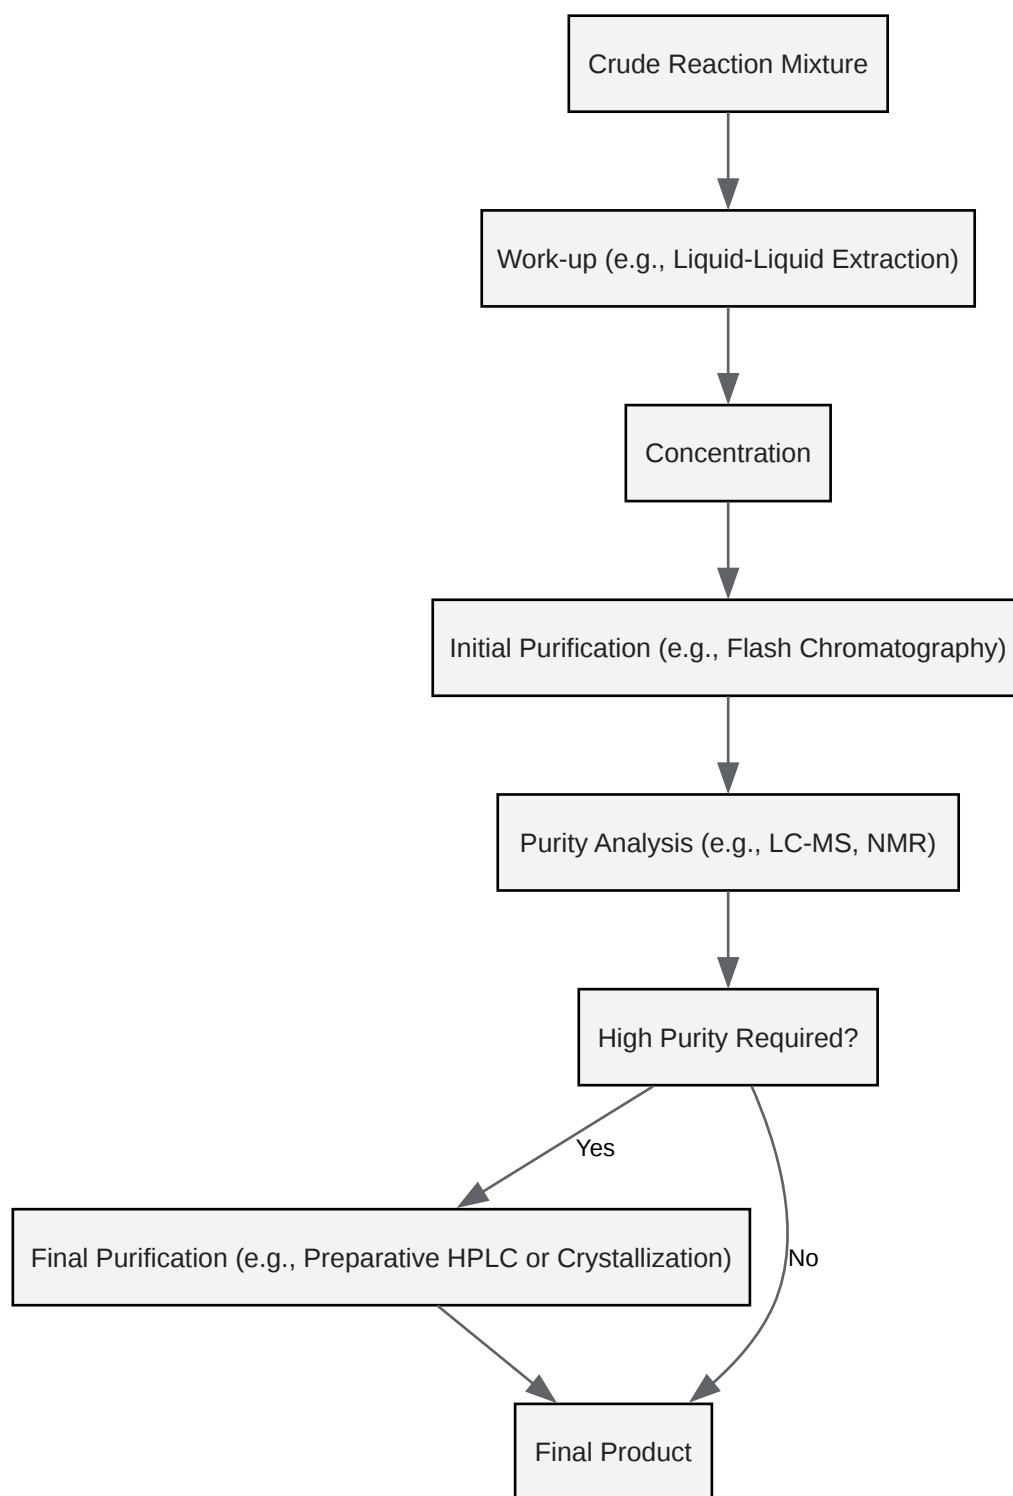 Crude Reaction Mixture
Work-up (e.g., Liquid-Liquid Extraction)
Concentration
Initial Purification (e.g., Flash Chromatography)
Purity Analysis (e.g., LC-MS, NMR)
High Purity Required?
Yes
Final Purification (e.g., Preparative HPLC or Crystallization)
No
Final Product